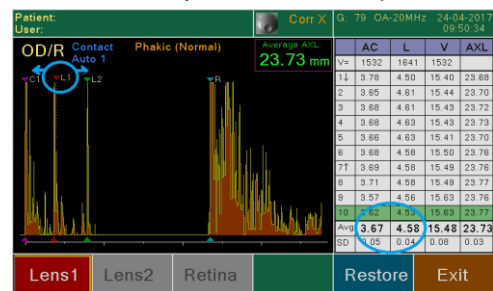 Patient:
User:
Corr X
G: 79 OA-20MHz 24-04-2017
09:50:34
OD/R Contact Phakic (Normal)
Auto 1
Average AXL:
23.73 mm
C1 L1 L2 R
AC L V AXL
V= 1532 1641 1532
1↓ 3.78 4.50 15.40 23.68
2 3.65 4.61 15.44 23.70
3 3.68 4.61 15.43 23.72
4 3.68 4.63 15.43 23.73
5 3.66 4.63 15.41 23.70
6 3.68 4.58 15.50 23.76
7↑ 3.69 4.58 15.49 23.76
8 3.71 4.58 15.49 23.77
9 3.57 4.56 15.63 23.76
10 3.62 4.53 15.63 23.77
Avg 3.67 4.58 15.48 23.73
SD 0.05 0.04 0.08 0.03
Lens1 Lens2 Retina Restore Exit